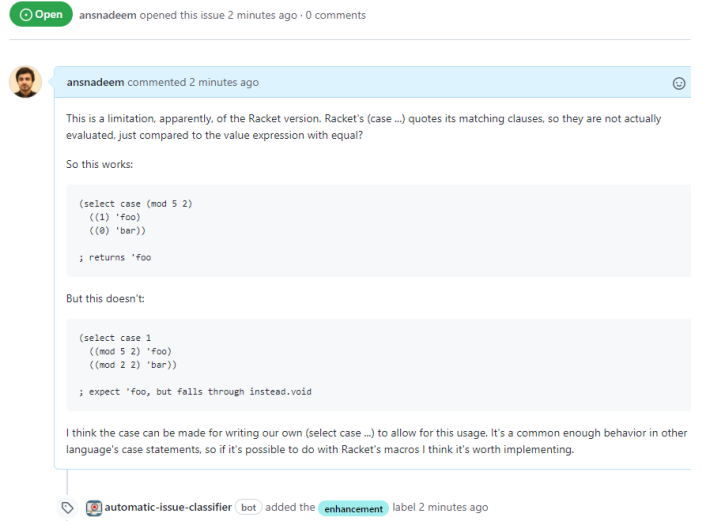 Open ansnadeem opened this issue 2 minutes ago · 0 comments
ansnadeem commented 2 minutes ago
This is a limitation, apparently, of the Racket version. Racket's (case ...) quotes its matching clauses, so they are not actually
evaluated, just compared to the value expression with equal?
So this works:
(select case (mod 5 2)
  ((1) 'foo)
  ((0) 'bar))
; returns 'foo
But this doesn't:
(select case 1
  ((mod 5 2) 'foo)
  ((mod 2 2) 'bar))
; expect 'foo, but falls through instead.void
I think the case can be made for writing our own (select case ...) to allow for this usage. It's a common enough behavior in other
language's case statements, so if it's possible to do with Racket's macros I think it's worth implementing.
automatic-issue-classifier bot added the enhancement label 2 minutes ago